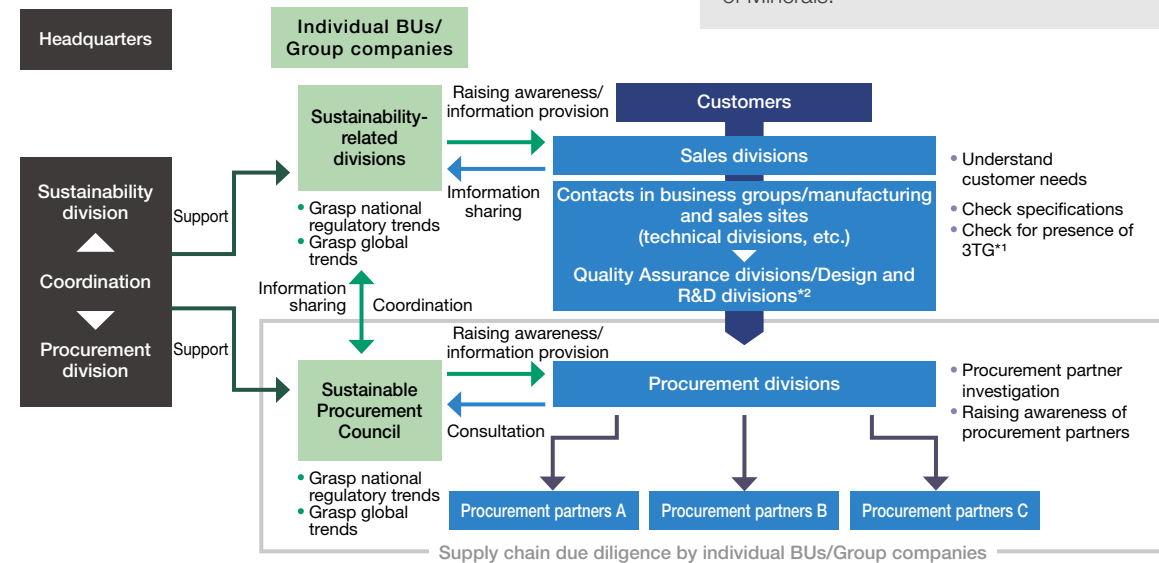 of Minerals.
Headquarters
Individual BUs/
Group companies
Sustainability
division
Coordination
Procurement
division
Support
Support
Sustainability-
related
divisions
• Grasp national
regulatory trends
• Grasp global
trends
Information
sharing
Coordination
Sustainable
Procurement
Council
• Grasp national
regulatory trends
• Grasp global
trends
Raising awareness/
information provision
Imformation
sharing
Customers
Sales divisions
Contacts in business groups/manufacturing
and sales sites
(technical divisions, etc.)
Quality Assurance divisions/Design and
R&D divisions*2
• Understand
customer needs
• Check specifications
• Check for presence of
3TG*1
Raising awareness/
information provision
Consultation
Procurement divisions
• Procurement partner
investigation
• Raising awareness of
procurement partners
Procurement partners A
Procurement partners B
Procurement partners C
Supply chain due diligence by individual BUs/Group companies